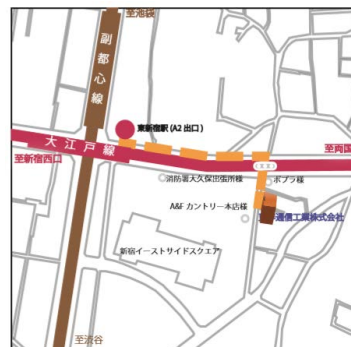 至池袋
副都心線
東新宿駅 (A2 出口)
大江戸線
至新宿西口
至両国
消防署大久保出張所様
ポプラ様
A&F カントリー本店様
通信工業株式会社
新宿イーストサイドスクエア
至渋谷